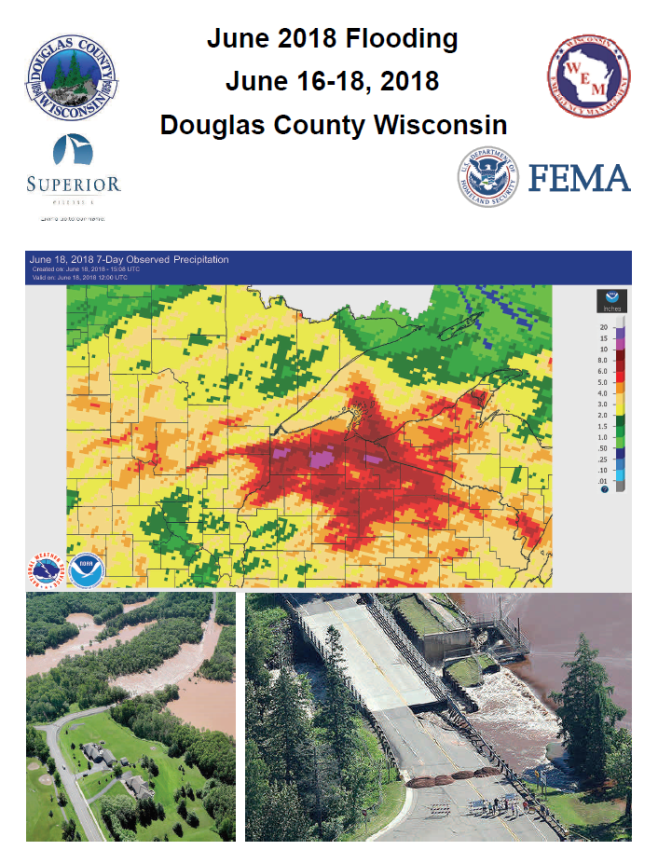 June 2018 Flooding
June 16-18, 2018
Douglas County Wisconsin
DOUGLAS COUNTY
1854 1854
WISCONSIN
WISCONSIN
WEM
EMERGENCY MANAGEMENT
SUPERIOR
U.S. DEPARTMENT OF
HOMELAND SECURITY
FEMA
June 18, 2018 7-Day Observed Precipitation
Created on: June 18, 2018 - 15:08 UTC
Valid on: June 18, 2018 12:00 UTC
Inches
20
15
10
8.0
6.0
5.0
4.0
3.0
2.0
1.5
1.0
.50
.25
.10
.01
NATIONAL WEATHER SERVICE
NOAA